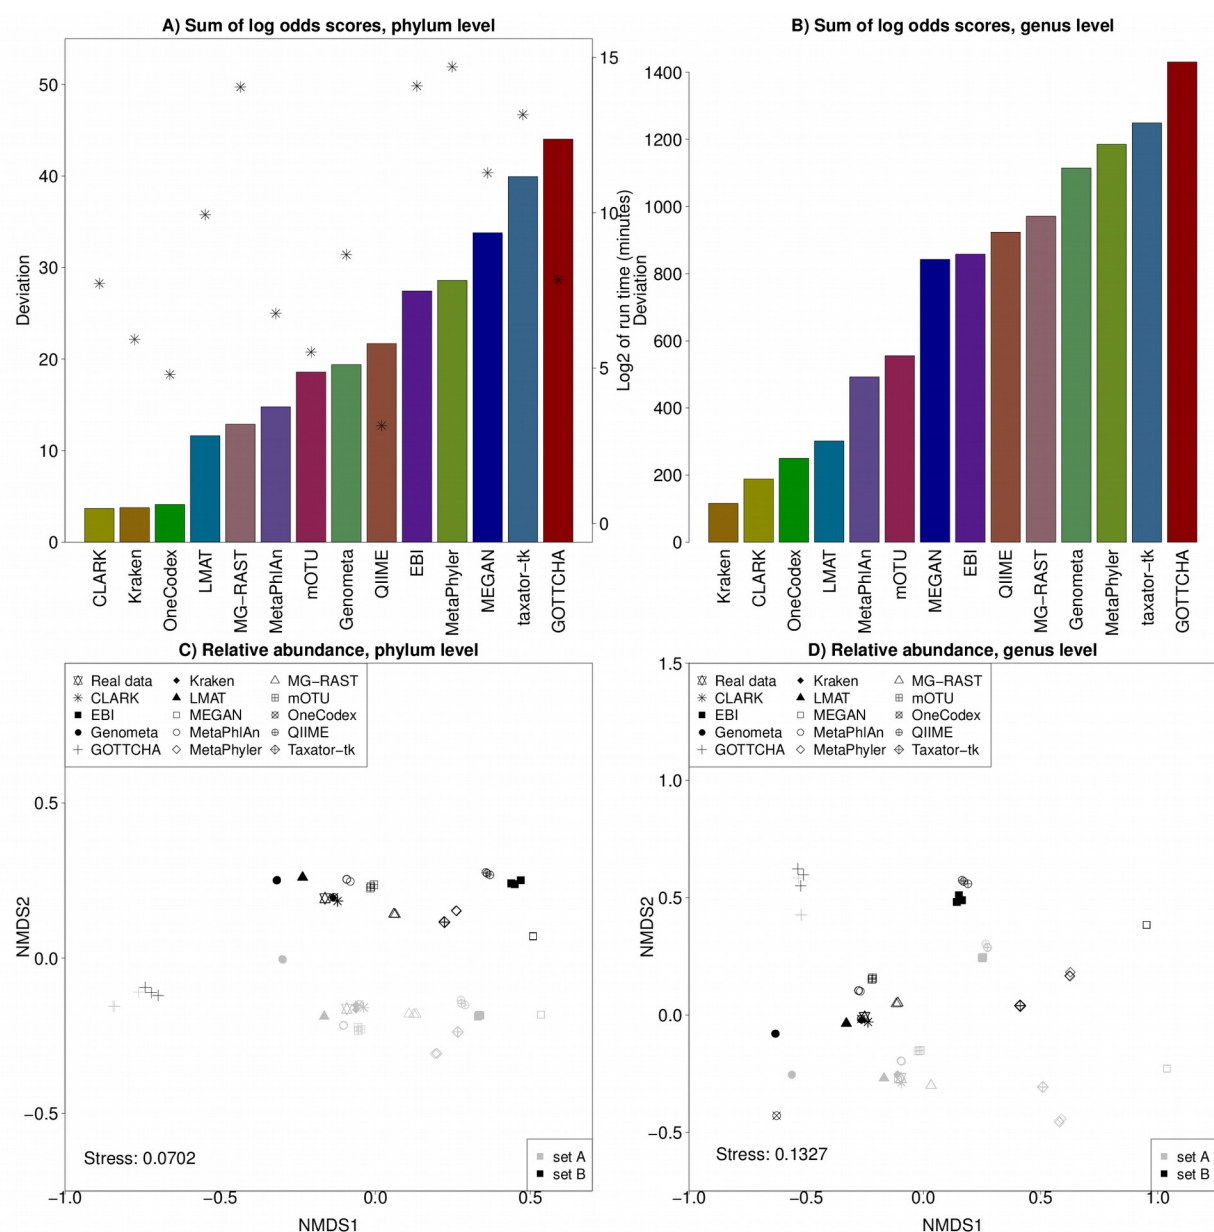 A) Sum of log odds scores, phylum level
50
40
30
20
10
0
Deviation
15
10
5
0
Log2 of run time (minutes)
CLARK
Kraken
OneCodex
LMAT
MG−RAST
MetaPhlAn
mOTU
Genometa
QIIME
EBI
MetaPhyler
MEGAN
taxator−tk
GOTTCHA
B) Sum of log odds scores, genus level
1400
1200
1000
800
600
400
200
0
Deviation
Kraken
CLARK
OneCodex
LMAT
MetaPhlAn
mOTU
MEGAN
EBI
QIIME
MG−RAST
Genometa
MetaPhyler
taxator−tk
GOTTCHA
C) Relative abundance, phylum level
Real data Kraken MG−RAST
CLARK LMAT mOTU
EBI MEGAN OneCodex
Genometa MetaPhlAn QIIME
GOTTCHA MetaPhyler Taxator−tk
0.5
0.0
−0.5
NMDS2
Stress: 0.0702
set A
set B
−1.0 −0.5 0.0 0.5
NMDS1
D) Relative abundance, genus level
Real data Kraken MG−RAST
CLARK LMAT mOTU
EBI MEGAN OneCodex
Genometa MetaPhlAn QIIME
GOTTCHA MetaPhyler Taxator−tk
1.5
1.0
0.5
0.0
−0.5
NMDS2
Stress: 0.1327
set A
set B
−1.0 −0.5 0.0 0.5 1.0
NMDS1